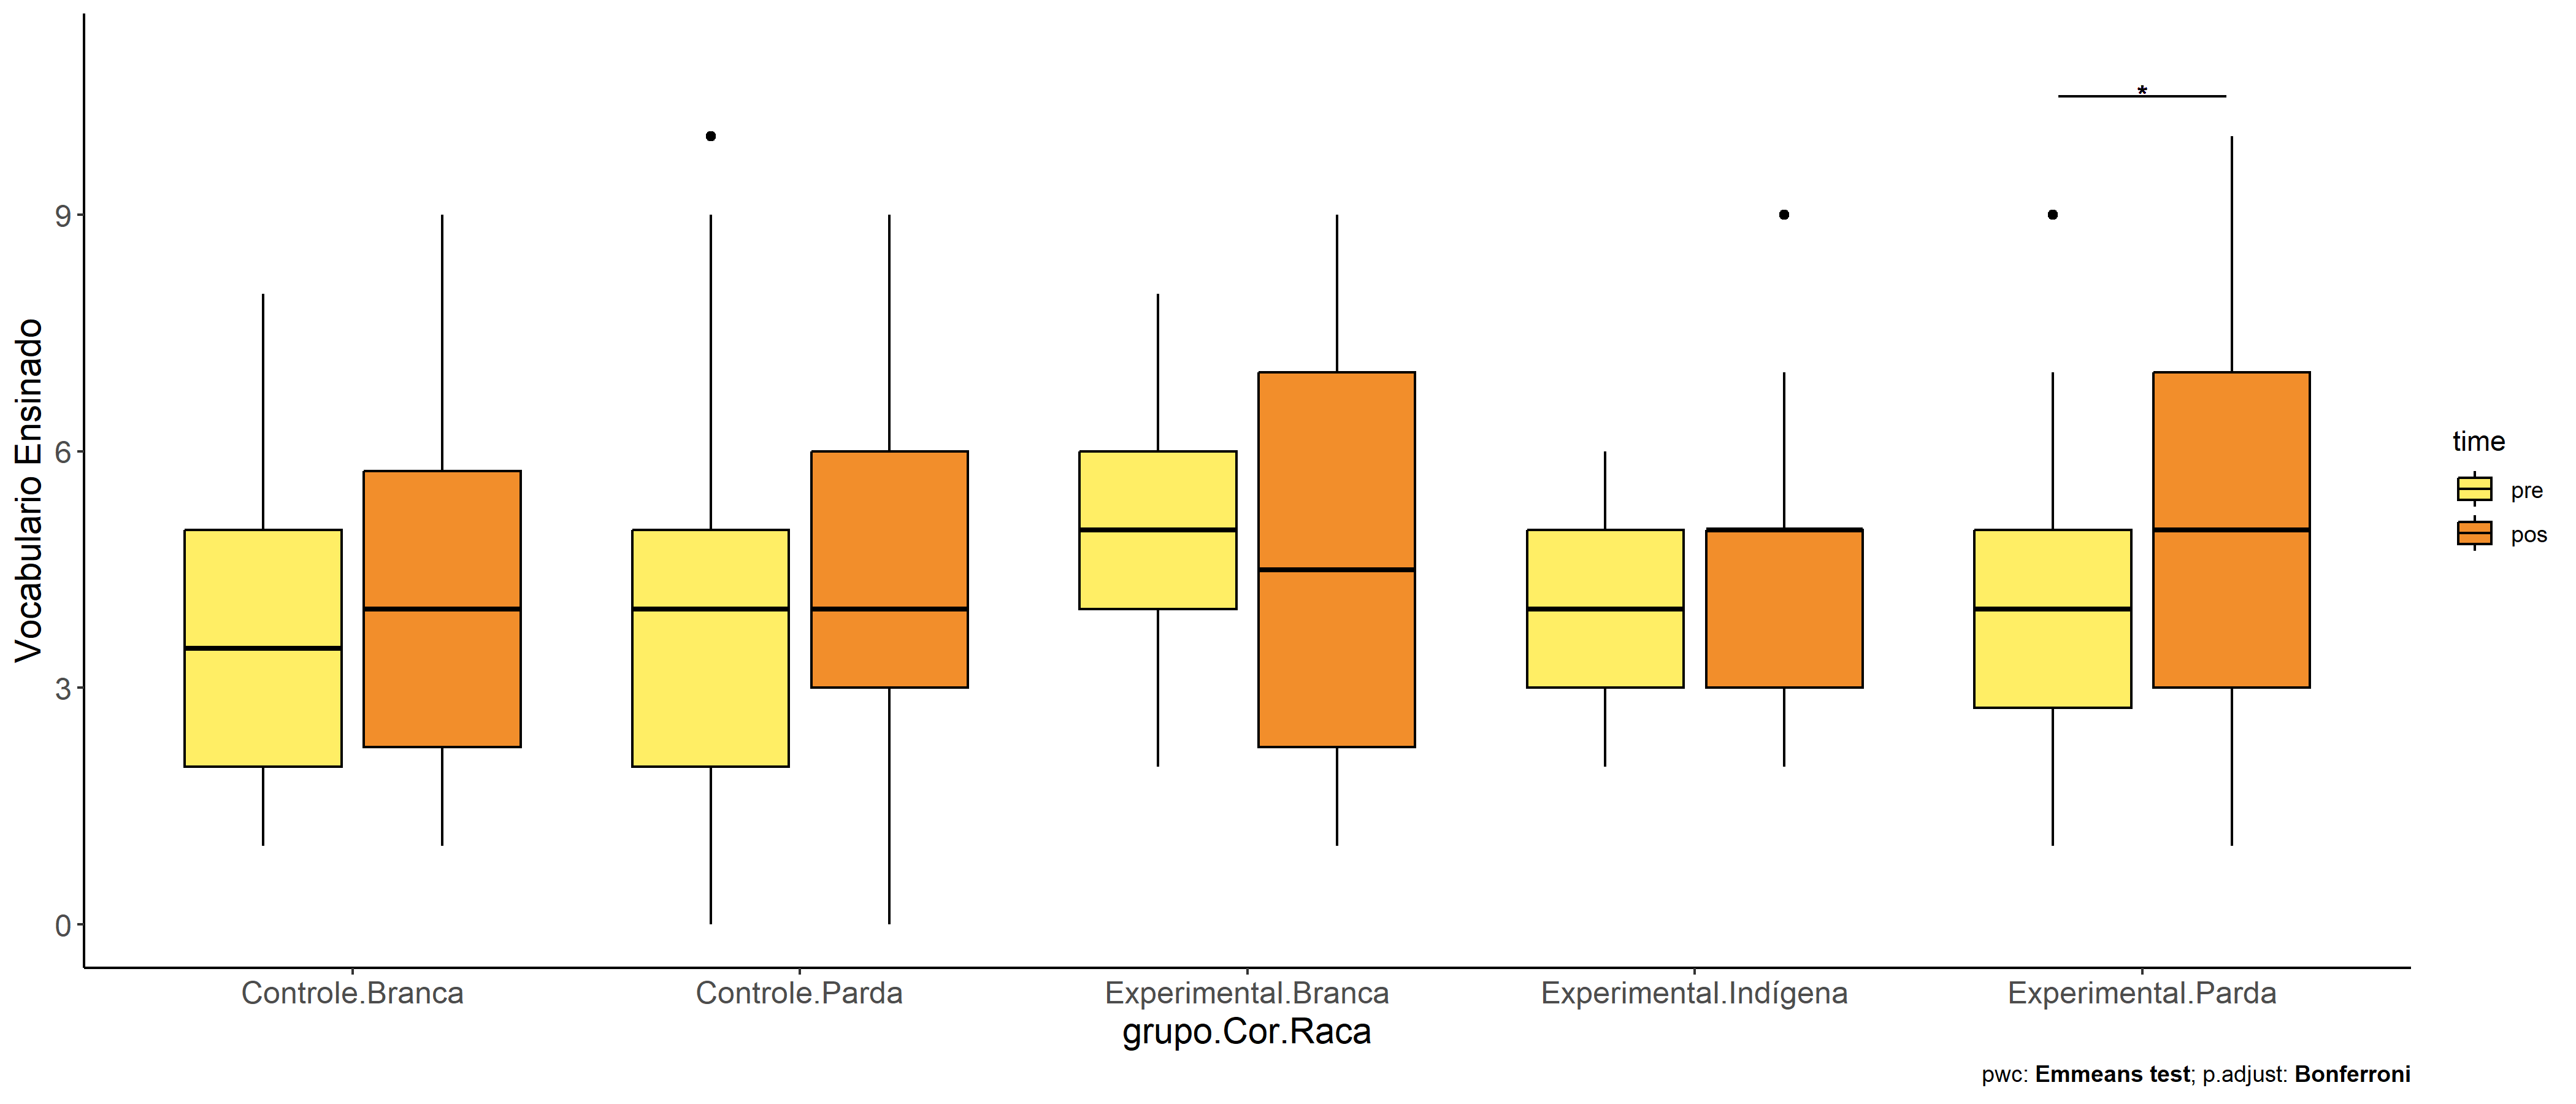 *
Vocabulario Ensinado
9
6
3
0
time
pre
pos
Controle.Branca
Controle.Parda
Experimental.Branca
Experimental.Indígena
Experimental.Parda
grupo.Cor.Raca
pwc: Emmeans test; p.adjust: Bonferroni